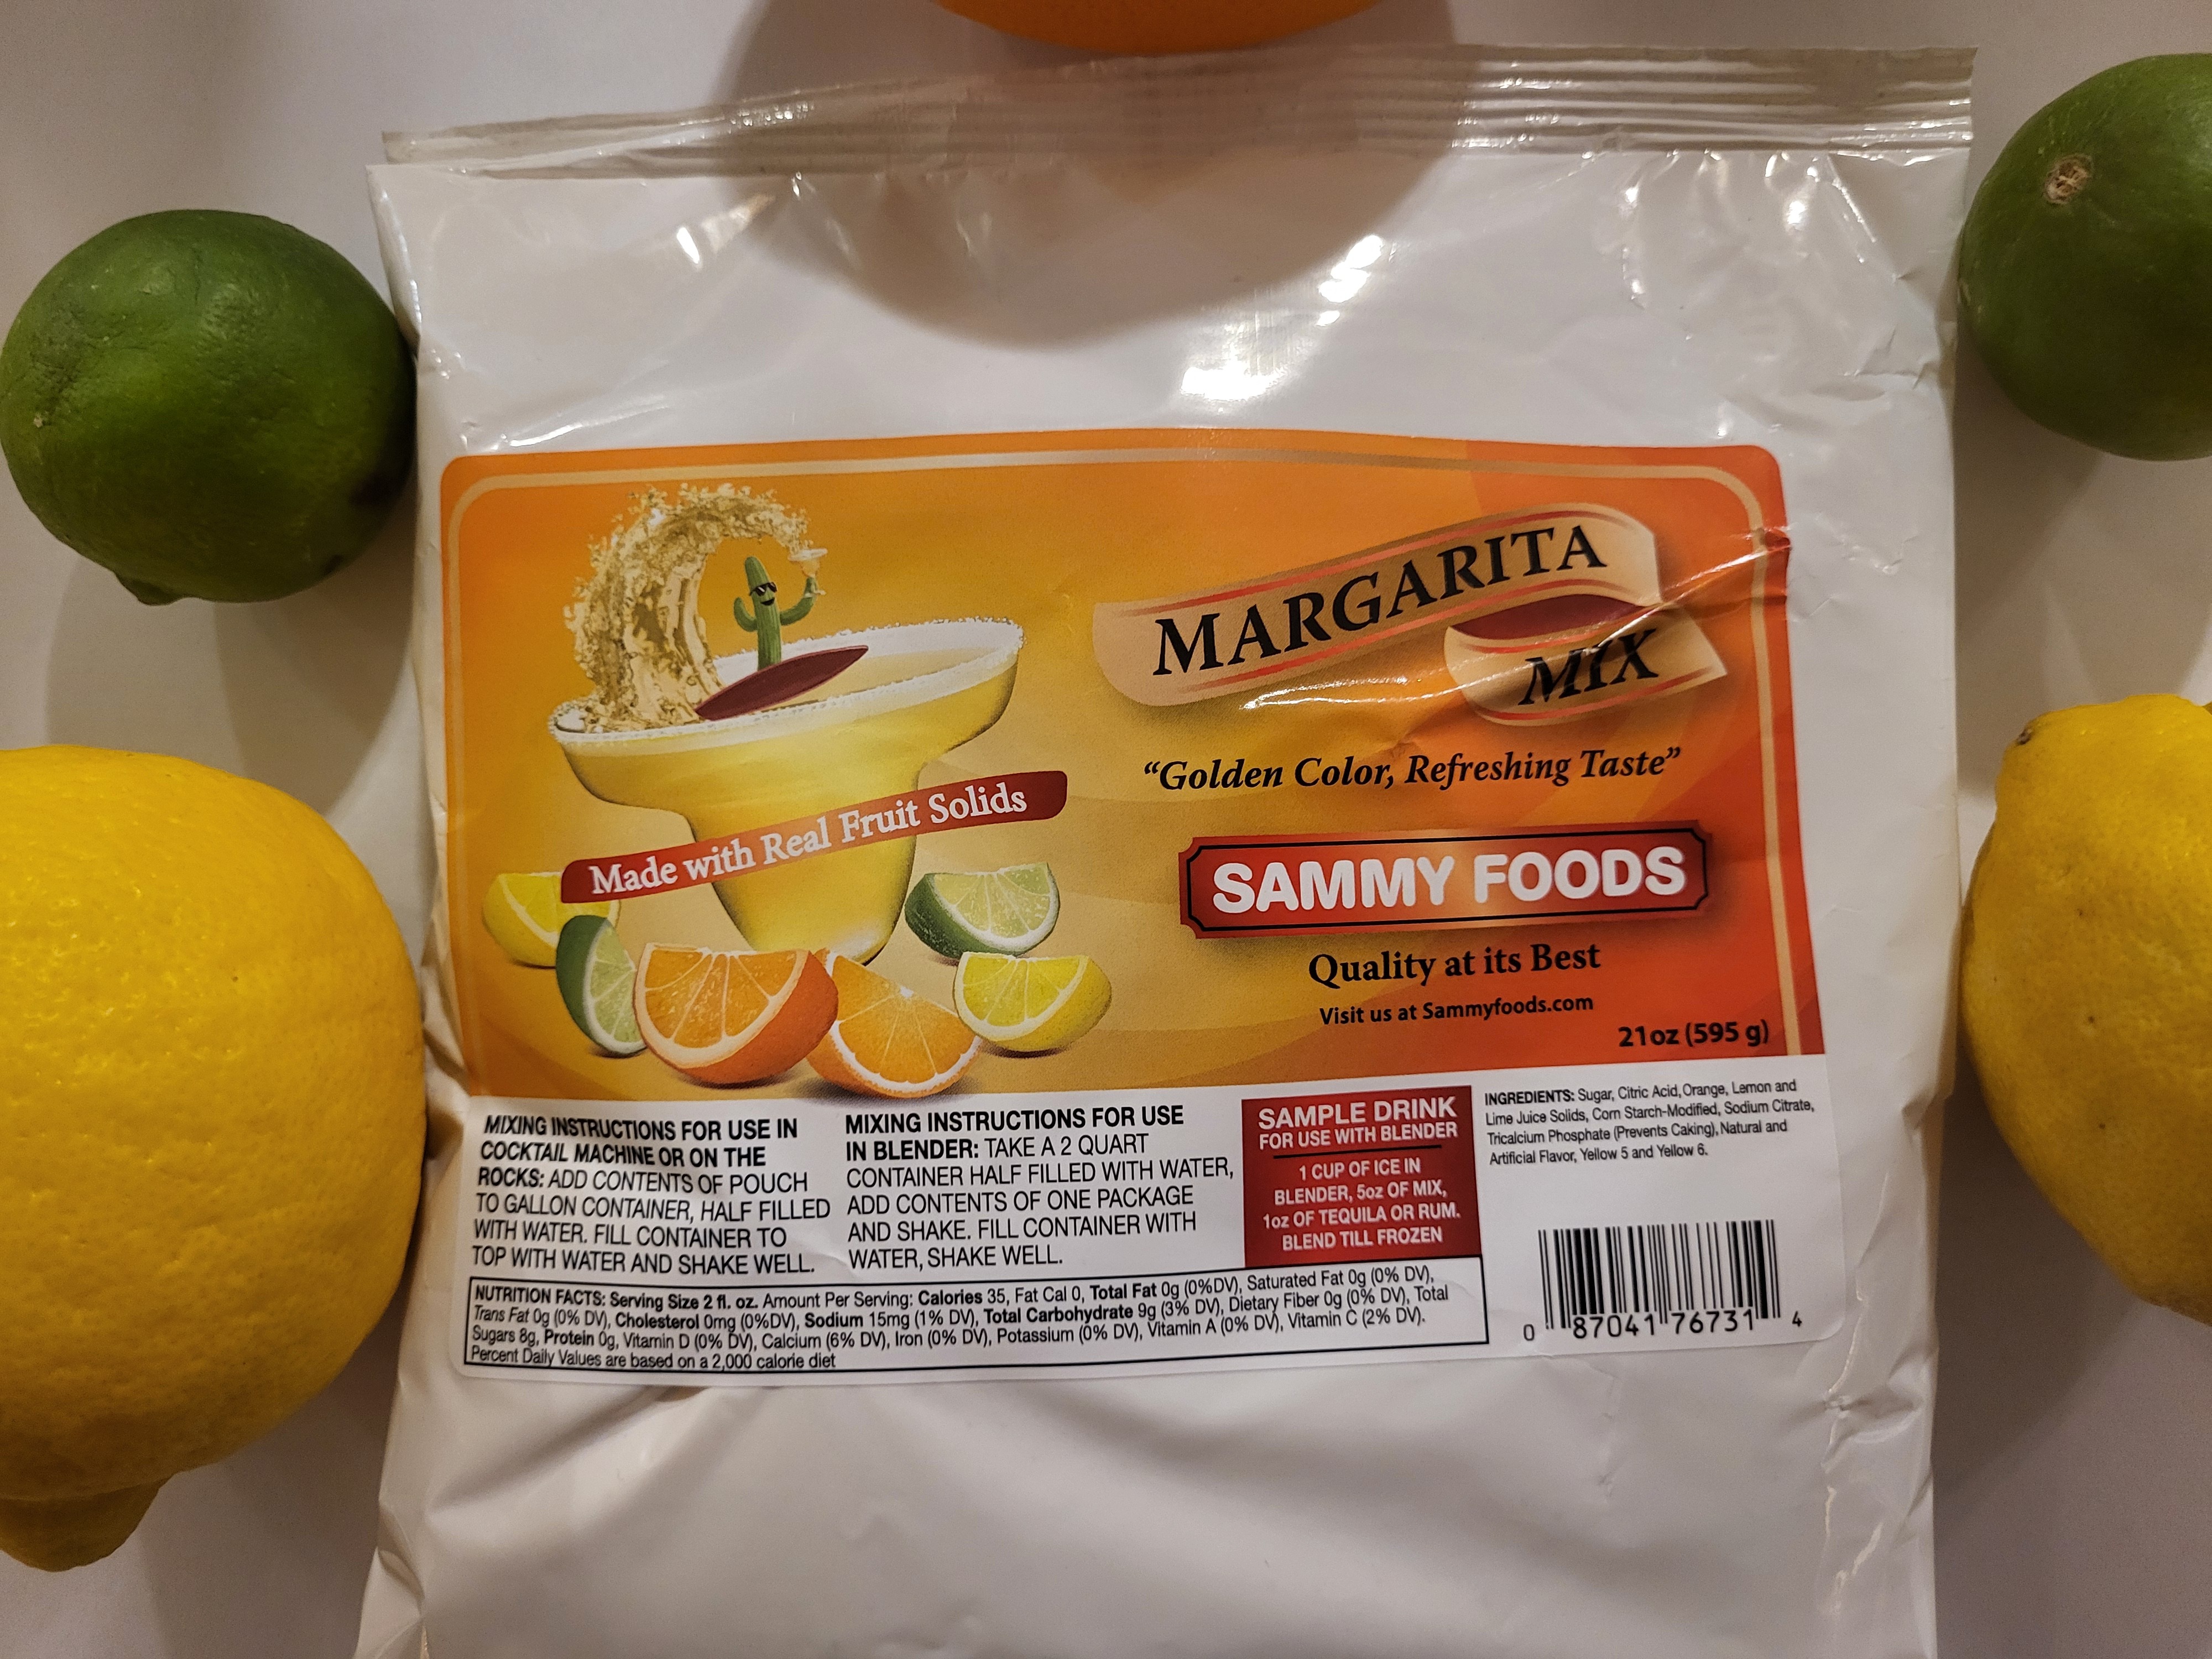 MARGARITA
MIX
"Golden Color, Refreshing Taste"
Made with Real Fruit Solids
SAMMY FOODS
Quality at its Best
Visit us at Sammyfoods.com
21oz (595 g)
MIXING INSTRUCTIONS FOR USE IN
COCKTAIL MACHINE OR ON THE
ROCKS: ADD CONTENTS OF POUCH
TO GALLON CONTAINER, HALF FILLED
WITH WATER. FILL CONTAINER TO
TOP WITH WATER AND SHAKE WELL.
MIXING INSTRUCTIONS FOR USE
IN BLENDER: TAKE A 2 QUART
CONTAINER HALF FILLED WITH WATER,
ADD CONTENTS OF ONE PACKAGE
AND SHAKE. FILL CONTAINER WITH
WATER, SHAKE WELL.
SAMPLE DRINK
FOR USE WITH BLENDER
1 CUP OF ICE IN
BLENDER, 5oz OF MIX,
1oz OF TEQUILA OR RUM.
BLEND TILL FROZEN
INGREDIENTS: Sugar, Citric Acid, Orange, Lemon and
Lime Juice Solids, Corn Starch-Modified, Sodium Citrate,
Tricalcium Phosphate (Prevents Caking), Natural and
Artificial Flavor, Yellow 5 and Yellow 6.
NUTRITION FACTS: Serving Size 2 fl. oz. Amount Per Serving: Calories 35, Fat Cal 0, Total Fat 0g (0%DV), Saturated Fat 0g (0% DV),
Trans Fat 0g (0% DV), Cholesterol 0mg (0%DV), Sodium 15mg (1% DV), Total Carbohydrate 9g (3% DV), Dietary Fiber 0g (0% DV), Total
Sugars 8g, Protein 0g, Vitamin D (0% DV), Calcium (6% DV), Iron (0% DV), Potassium (0% DV), Vitamin A (0% DV), Vitamin C (2% DV).
Percent Daily Values are based on a 2,000 calorie diet
0 87041 76731 4